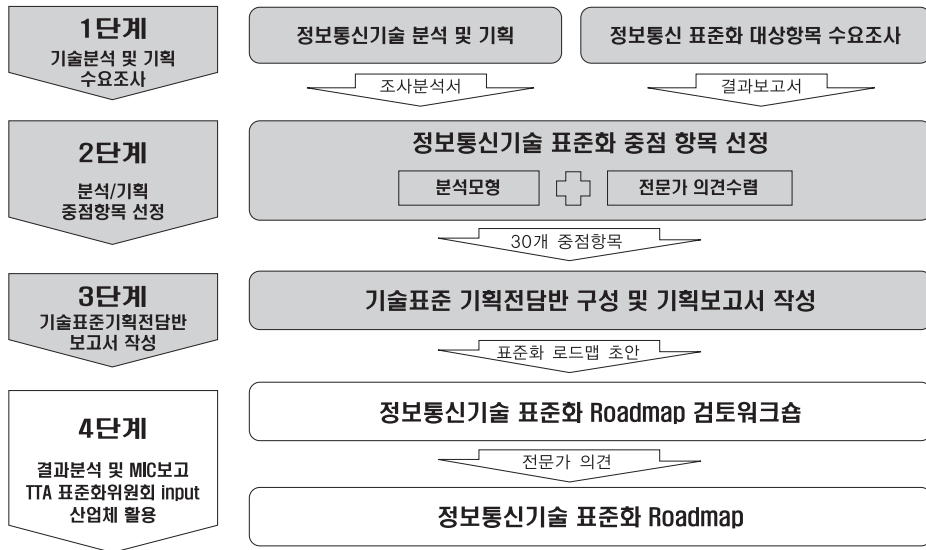 1단계
기술분석 및 기획
수요조사
정보통신기술 분석 및 기획
정보통신 표준화 대상항목 수요조사
조사분석서
결과보고서
2단계
분석/기획
중점항목 선정
정보통신기술 표준화 중점 항목 선정
분석모형
전문가 의견수렴
30개 중점항목
3단계
기술표준기획전담반
보고서 작성
기술표준 기획전담반 구성 및 기획보고서 작성
표준화 로드맵 초안
4단계
결과분석 및 MIC보고
TTA 표준화위원회 input
산업체 활용
정보통신기술 표준화 Roadmap 검토워크숍
전문가 의견
정보통신기술 표준화 Roadmap